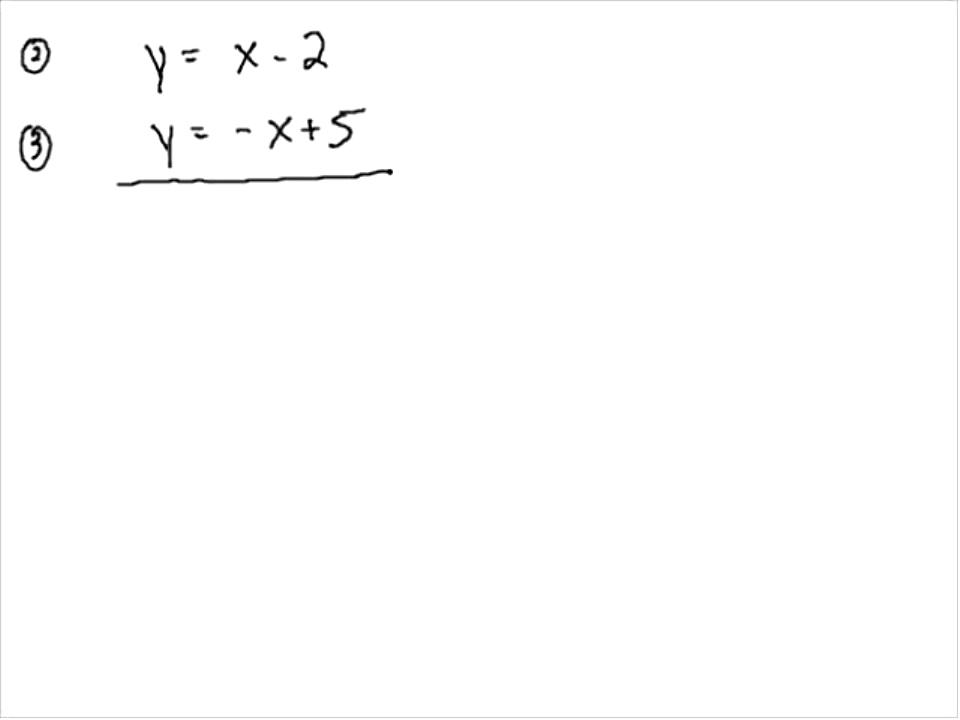 ② y = x - 2
③ y = - x + 5